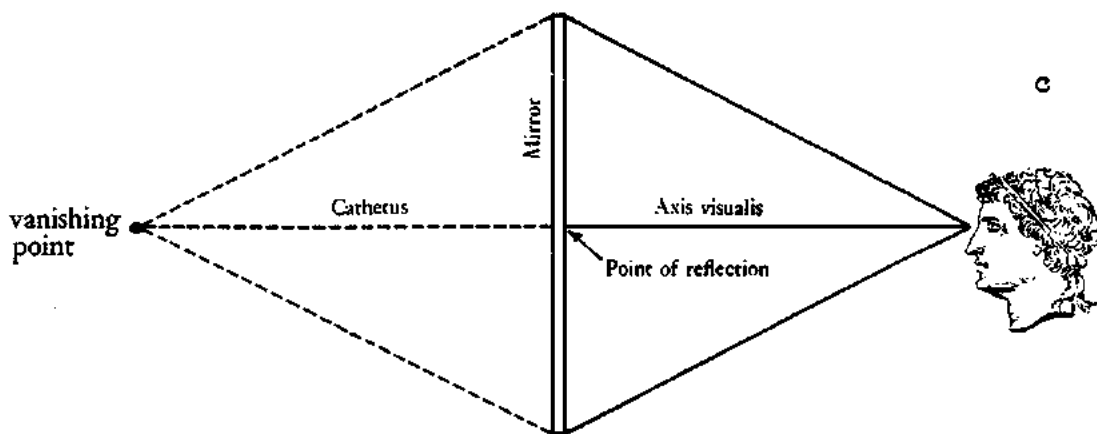 C
Mirror
Cathetus
Axis visualis
vanishing
point
Point of reflection